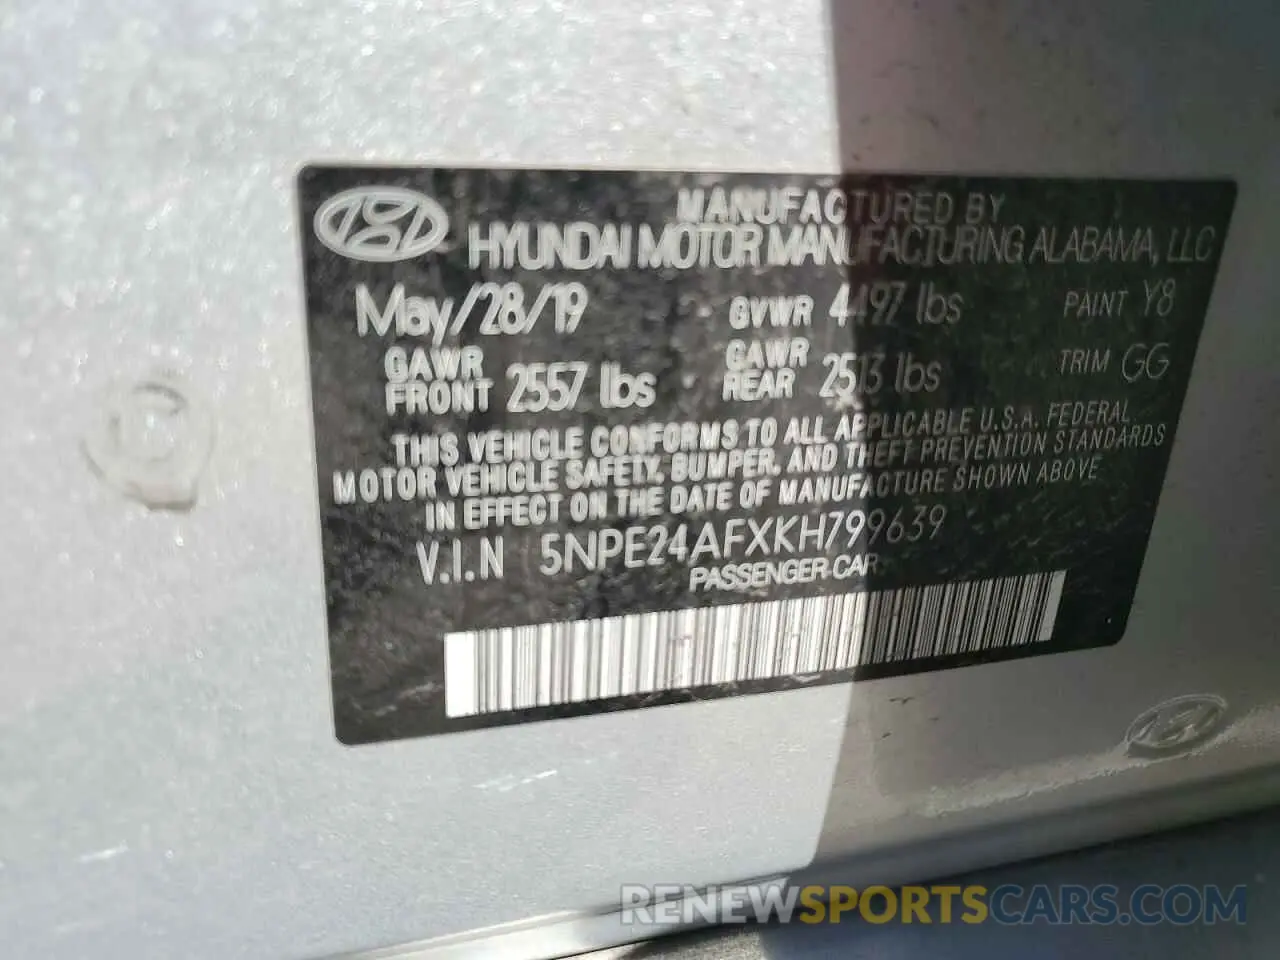 MANUFACTURED BY
HYUNDAI MOTOR MANUFACTURING ALABAMA, LLC
May/28/19 GVWR 4497 lbs PAINT Y8
GAWR FRONT 2557 lbs GAWR REAR 2513 lbs TRIM GG
THIS VEHICLE CONFORMS TO ALL APPLICABLE U.S.A. FEDERAL
MOTOR VEHICLE SAFETY, BUMPER, AND THEFT PREVENTION STANDARDS
IN EFFECT ON THE DATE OF MANUFACTURE SHOWN ABOVE
V.I.N 5NPE24AFXKH799639
PASSENGER CAR
RENEWSPORTSCARS.COM